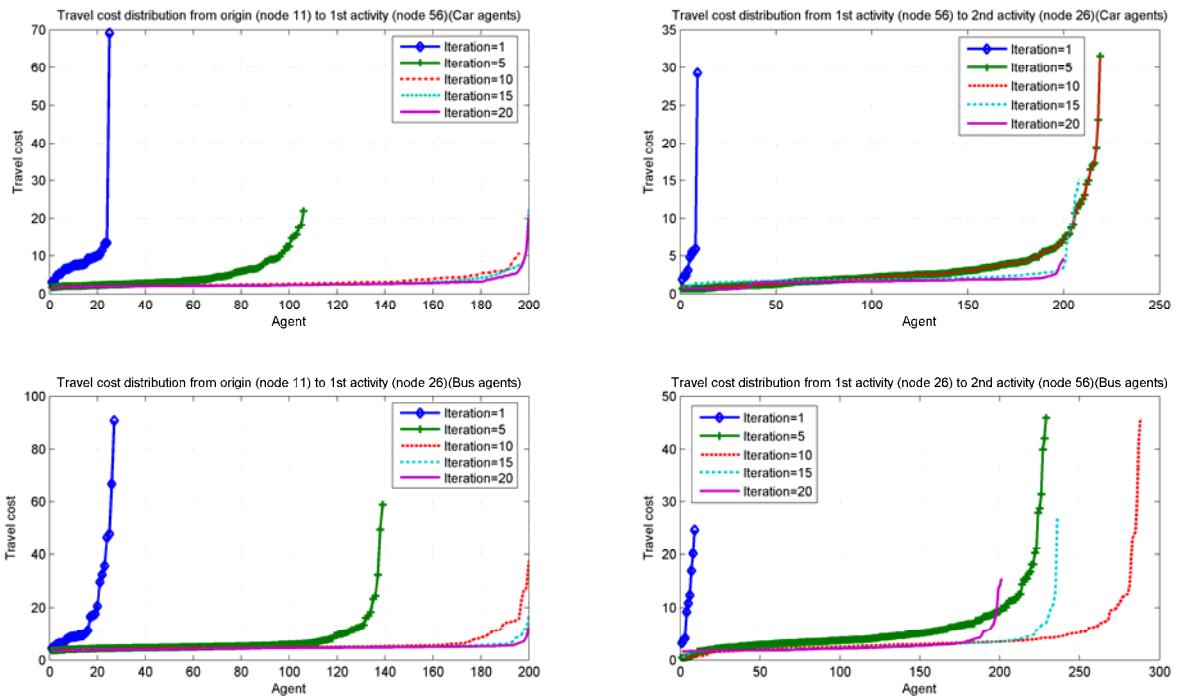 Travel cost distribution from origin (node 11) to 1st activity (node 56)(Car agents)
70
60
50
40
30
20
10
0
Travel cost
0 20 40 60 80 100 120 140 160 180 200
Agent
Iteration=1
Iteration=5
Iteration=10
Iteration=15
Iteration=20
Travel cost distribution from 1st activity (node 56) to 2nd activity (node 26)(Car agents)
35
30
25
20
15
10
5
0
Travel cost
0 50 100 150 200 250
Agent
Iteration=1
Iteration=5
Iteration=10
Iteration=15
Iteration=20
Travel cost distribution from origin (node 11) to 1st activity (node 26)(Bus agents)
100
80
60
40
20
0
Travel cost
0 20 40 60 80 100 120 140 160 180 200
Agent
Iteration=1
Iteration=5
Iteration=10
Iteration=15
Iteration=20
Travel cost distribution from 1st activity (node 26) to 2nd activity (node 56)(Bus agents)
50
40
30
20
10
0
Travel cost
0 50 100 150 200 250 300
Agent
Iteration=1
Iteration=5
Iteration=10
Iteration=15
Iteration=20